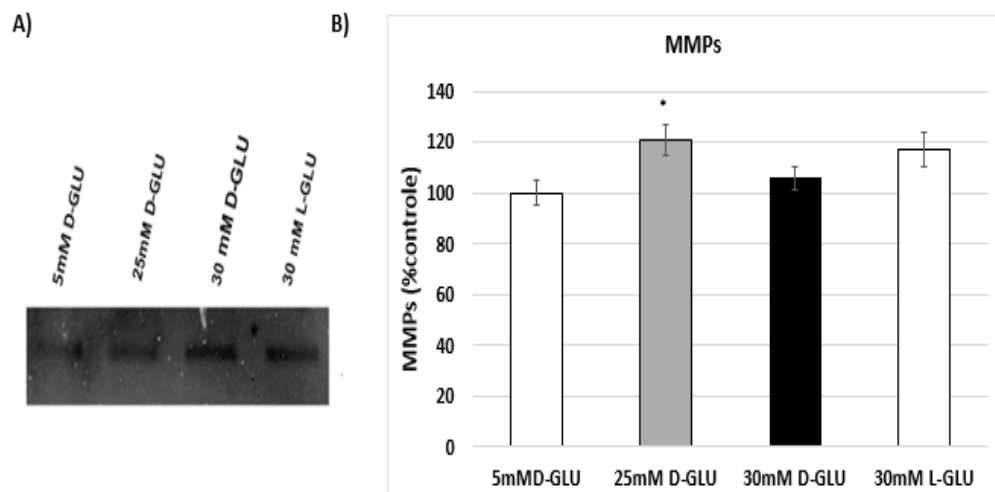 A)
5mM D-GLU
25mM D-GLU
30 mM D-GLU
30 mM L-GLU
B)
MMPs
MMPs (%controle)
140
120
100
80
60
40
20
0
*
5mMD-GLU
25mM D-GLU
30mM D-GLU
30mM L-GLU